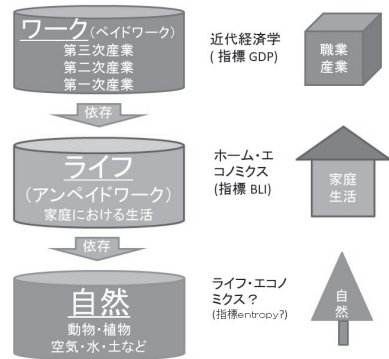 ワーク(ペイドワーク)
第三次産業
第二次産業
第一次産業
近代経済学
(指標 GDP)
職業
産業
依存
ライフ
(アンペイドワーク)
家庭における生活
ホーム・エ
コノミクス
(指標 BLI)
家庭
生活
依存
自然
動物・植物
空気・水・土など
ライフ・エコノ
ミクス？
(指標entropy?)
自
然